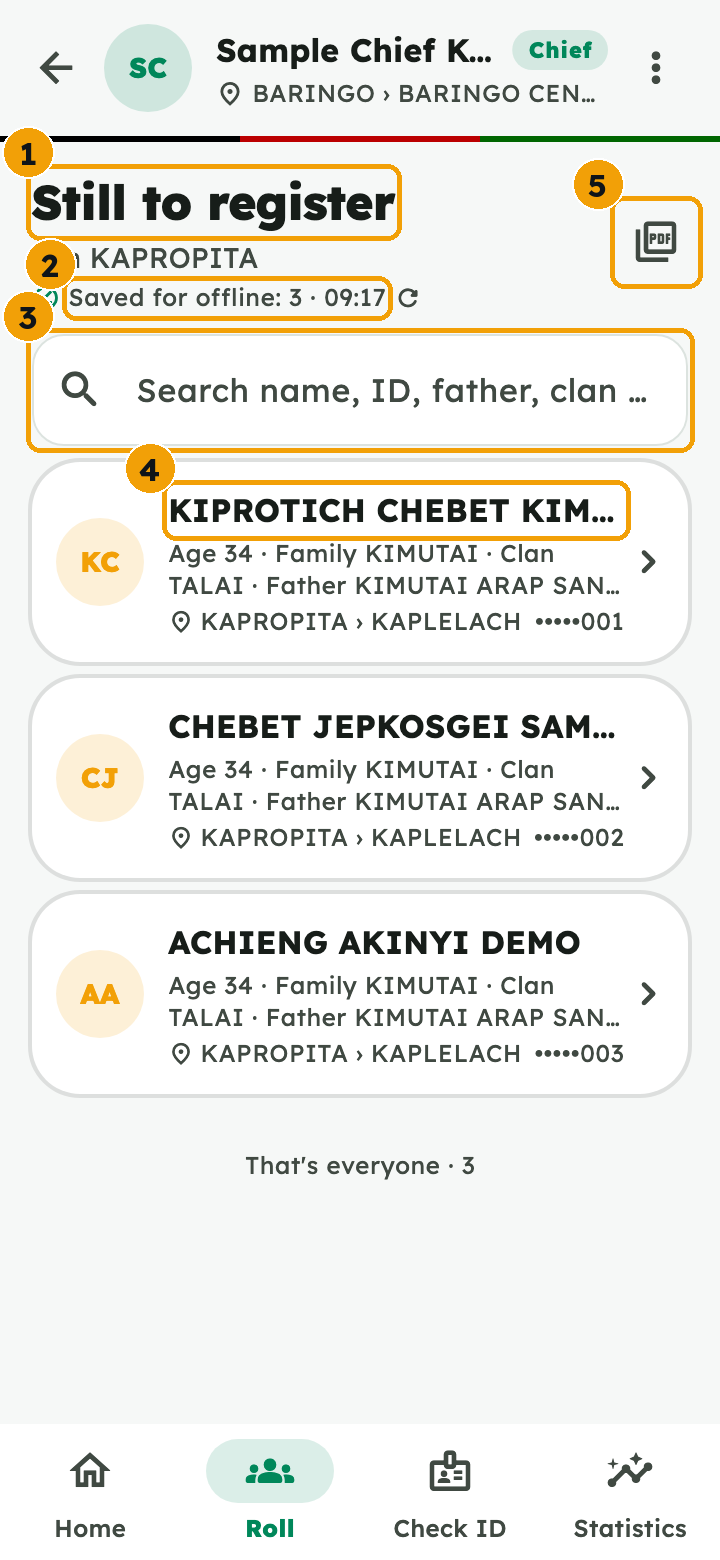 SC
Sample Chief K...
Chief
BARINGO › BARINGO CEN...
1
Still to register
5
PDF
2
KAPROPITA
Saved for offline: 3 · 09:17
3
Search name, ID, father, clan ...
4
KIPROTICH CHEBET KIM...
KC
Age 34 · Family KIMUTAI · Clan
TALAI · Father KIMUTAI ARAP SAN...
KAPROPITA › KAPLELACH •••••001
CHEBET JEPKOSGEI SAM...
CJ
Age 34 · Family KIMUTAI · Clan
TALAI · Father KIMUTAI ARAP SAN...
KAPROPITA › KAPLELACH •••••002
ACHIENG AKINYI DEMO
AA
Age 34 · Family KIMUTAI · Clan
TALAI · Father KIMUTAI ARAP SAN...
KAPROPITA › KAPLELACH •••••003
That's everyone · 3
Home
Roll
Check ID
Statistics